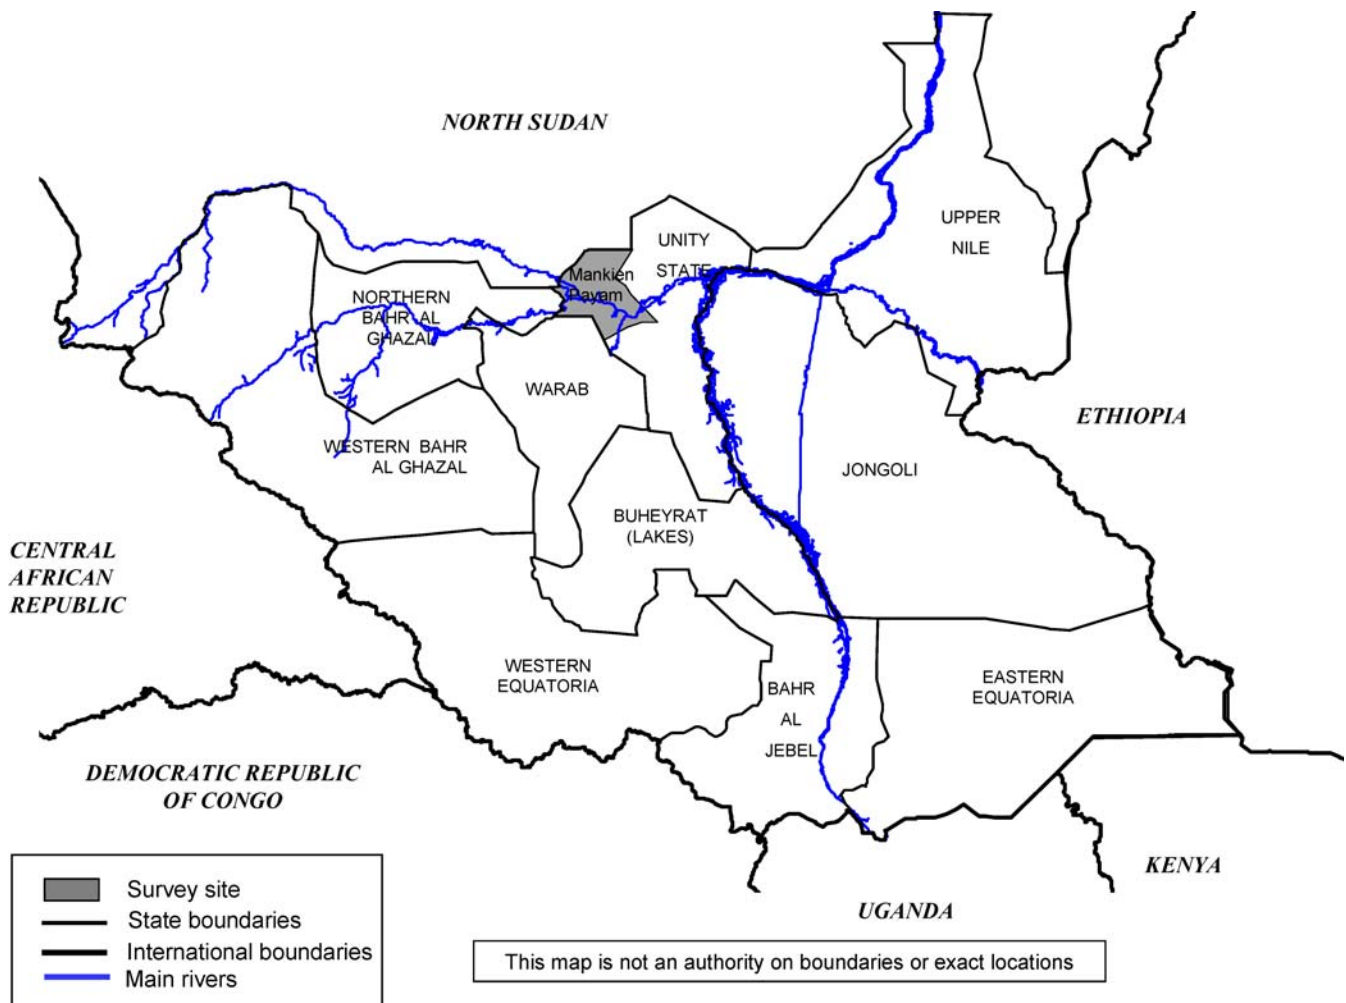 NORTH SUDAN
UPPER
NILE
UNITY
STATE
Mankien
Payam
NORTHERN
BAHR AL
GHAZAL
WARAB
ETHIOPIA
WESTERN BAHR
AL GHAZAL
JONGOLI
BUHEYRAT
(LAKES)
CENTRAL
AFRICAN
REPUBLIC
WESTERN
EQUATORIA
BAHR
AL
JEBEL
EASTERN
EQUATORIA
DEMOCRATIC REPUBLIC
OF CONGO
KENYA
UGANDA
Survey site
State boundaries
International boundaries
Main rivers
This map is not an authority on boundaries or exact locations